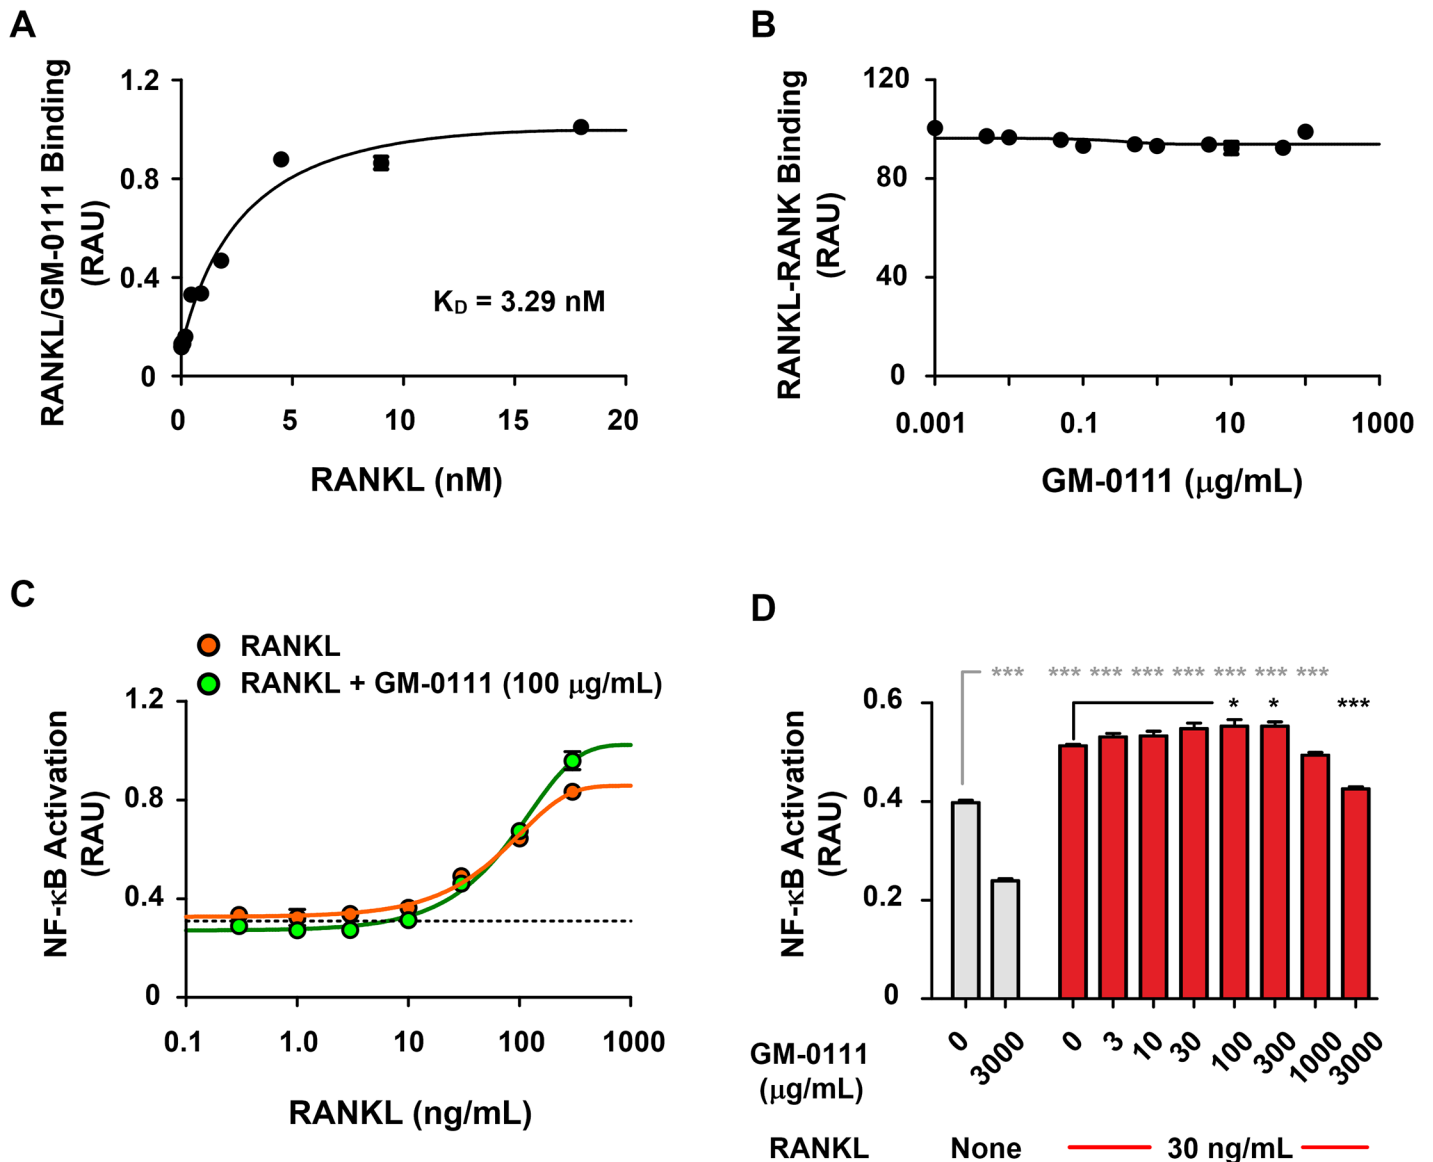 A
RANKL/GM-0111 Binding
(RAU)
1.2
0.8
0.4
0
K_D = 3.29 nM
0 5 10 15 20
RANKL (nM)
B
RANKL-RANK Binding
(RAU)
120
80
40
0
0.001 0.1 10 1000
GM-0111 (μg/mL)
C
RANKL
RANKL + GM-0111 (100 μg/mL)
NF-κB Activation
(RAU)
1.2
0.8
0.4
0
0.1 1.0 10 100 1000
RANKL (ng/mL)
D
*** *** *** *** *** *** *** ***
* * ***
NF-κB Activation
(RAU)
0.6
0.4
0.2
0
GM-0111
(μg/mL)
0 3000 0 3 10 30 100 300 1000 3000
RANKL None 30 ng/mL